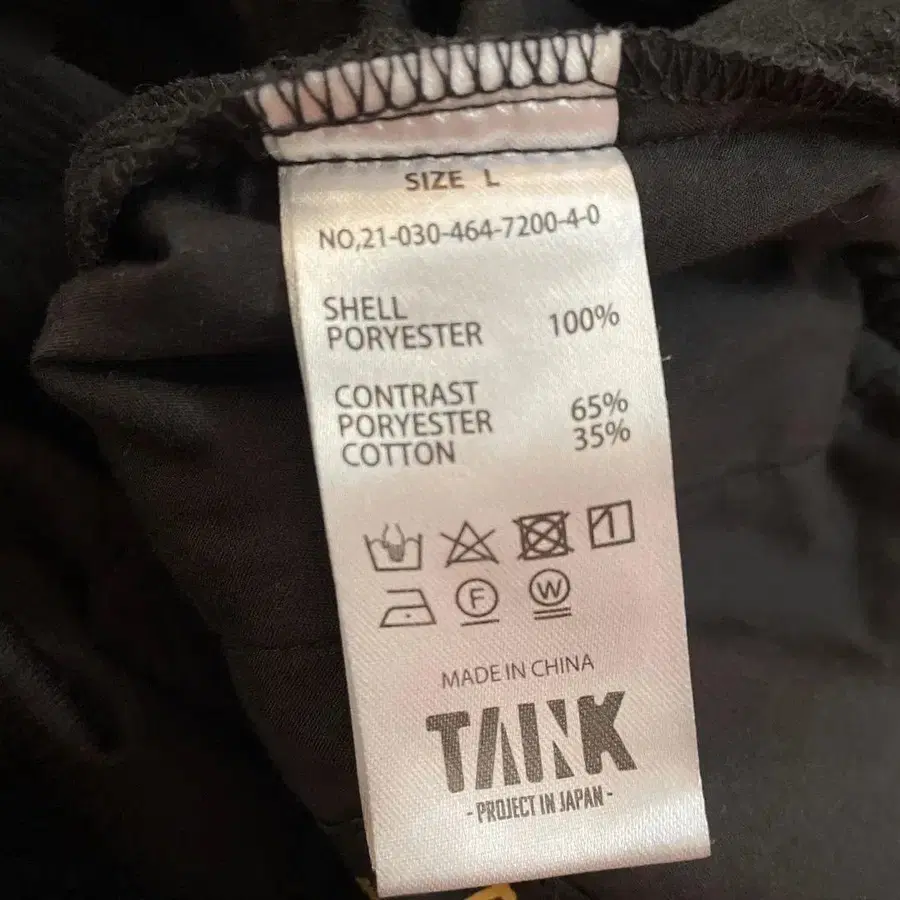 SIZE L
NO,21-030-464-7200-4-0
SHELL
PORYESTER 100%
CONTRAST
PORYESTER 65%
COTTON 35%
F W
MADE IN CHINA
TANK
- PROJECT IN JAPAN -